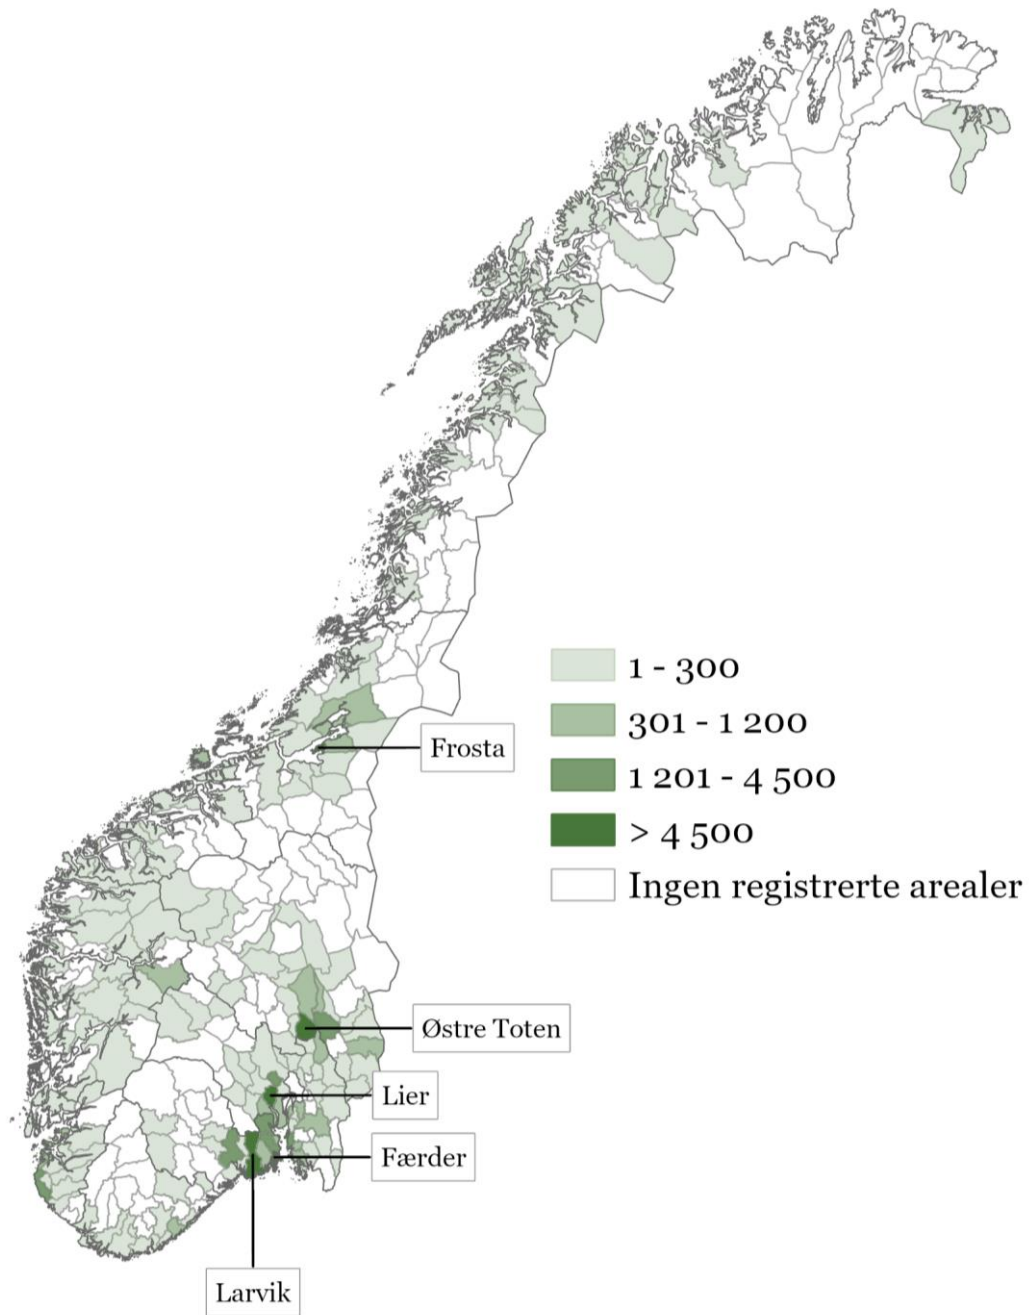 1 - 300
301 - 1 200
1 201 - 4 500
> 4 500
Ingen registrerte arealer
Frosta
Østre Toten
Lier
Færder
Larvik